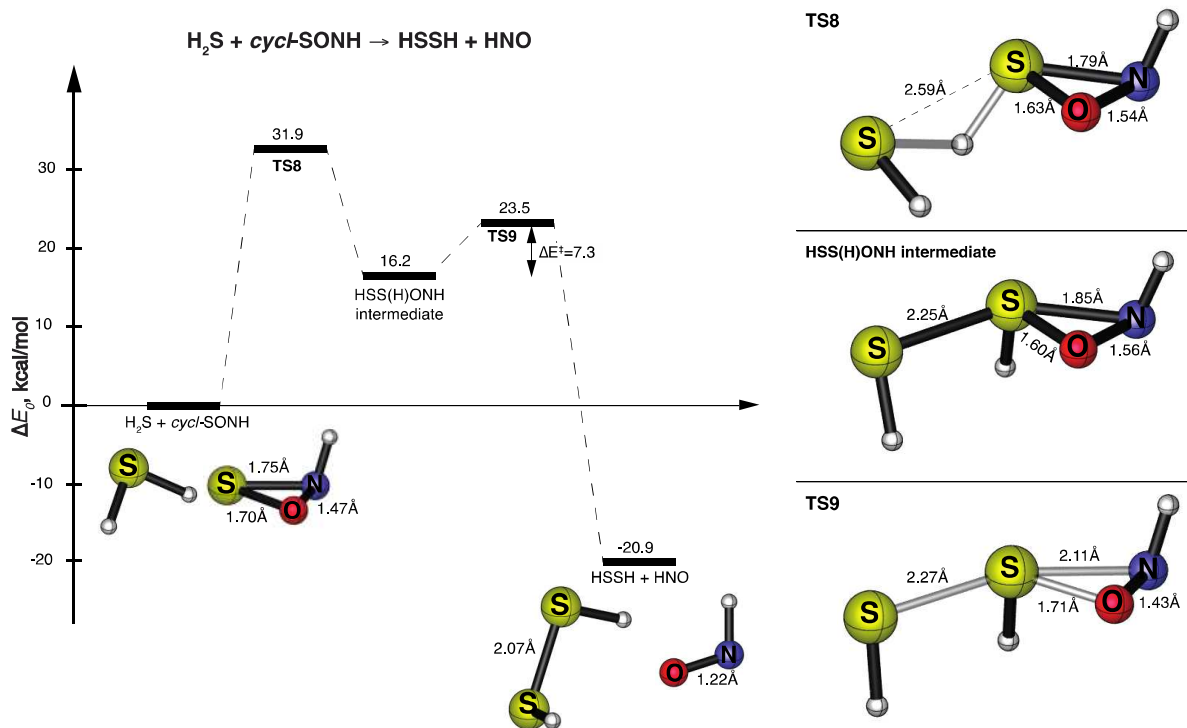 H₂S + cycl-SONH → HSSH + HNO
ΔE₀, kcal/mol
30
20
10
0
-10
-20
31.9
TS8
16.2
HSS(H)ONH
intermediate
23.5
TS9
ΔE‡=7.3
H₂S + cycl-SONH
S
S
N
O
1.75Å
1.70Å
1.47Å
-20.9
HSSH + HNO
S
S
2.07Å
O
N
1.22Å
TS8
S
S
N
O
2.59Å
1.79Å
1.63Å
1.54Å
HSS(H)ONH intermediate
S
S
N
O
2.25Å
1.85Å
1.60Å
1.56Å
TS9
S
S
N
O
2.27Å
2.11Å
1.71Å
1.43Å